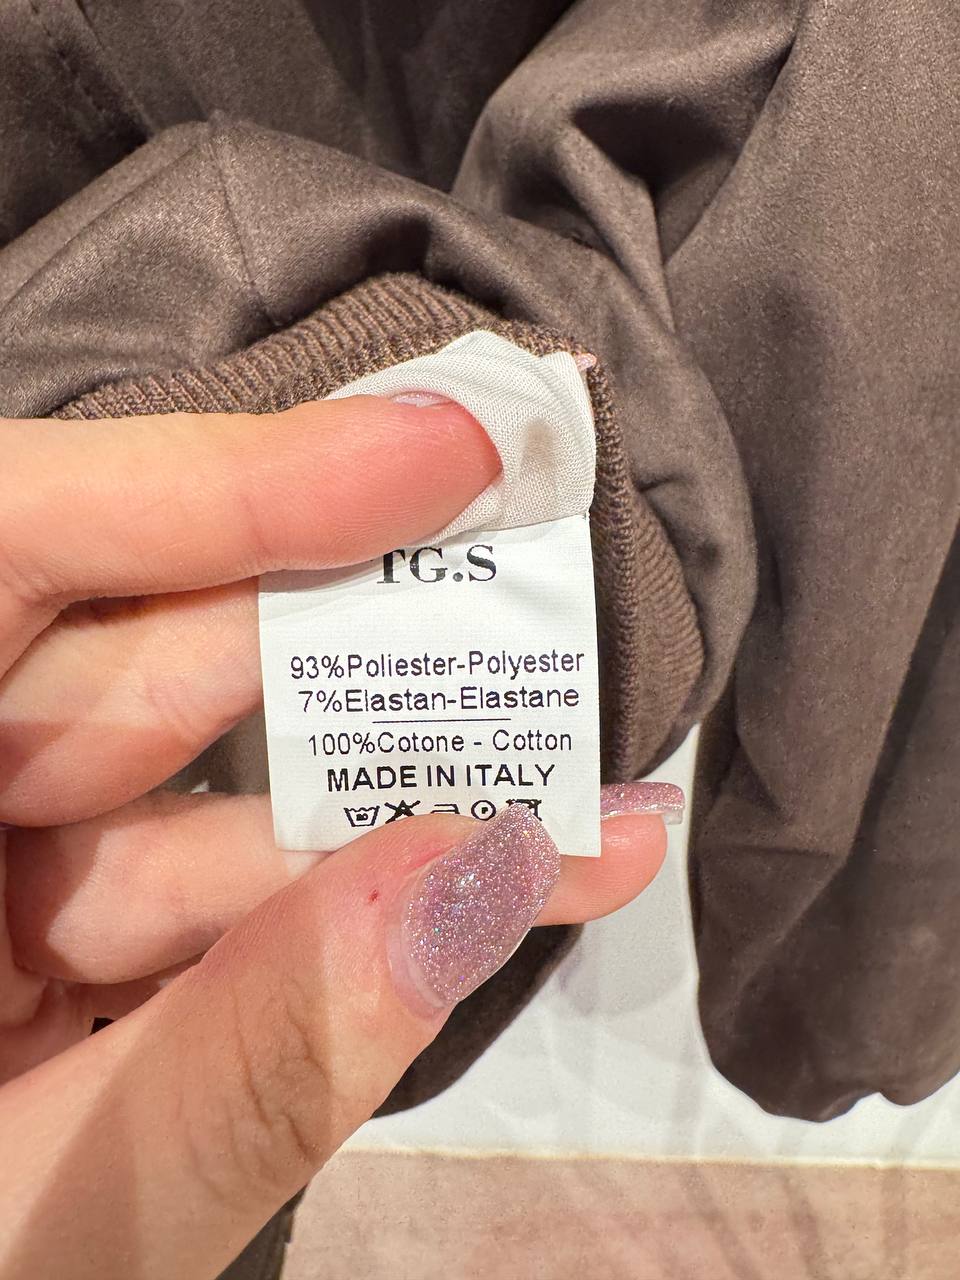 TG.S
93%Poliester-Polyester
7%Elastan-Elastane
100%Cotone - Cotton
MADE IN ITALY